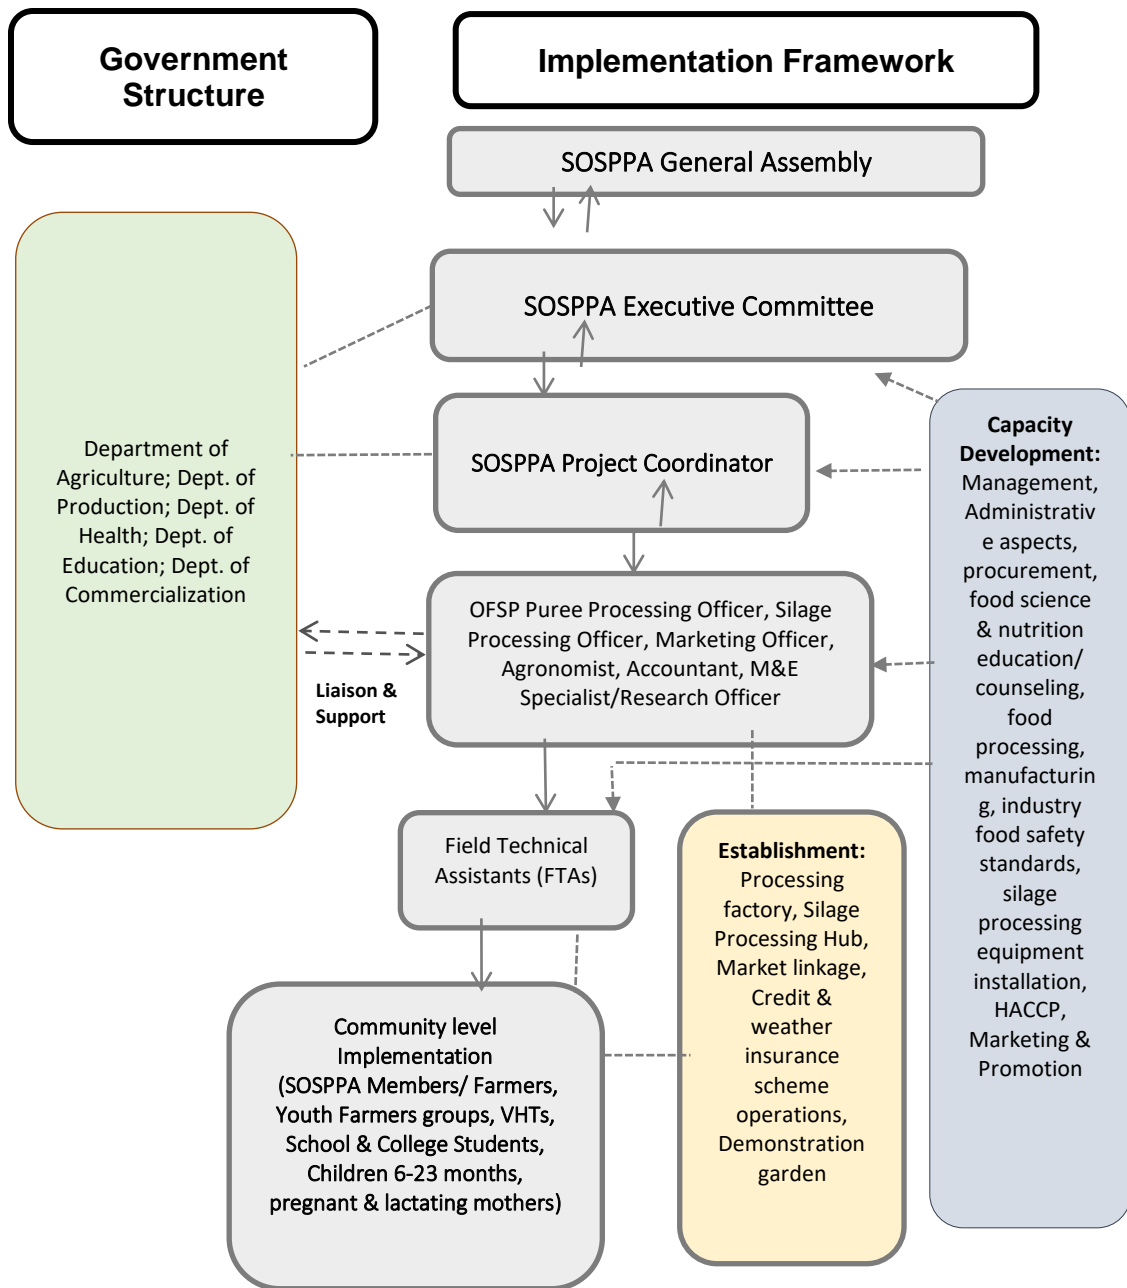 Government
Structure
Implementation Framework
SOSPPA General Assembly
SOSPPA Executive Committee
SOSPPA Project Coordinator
Department of
Agriculture; Dept. of
Production; Dept. of
Health; Dept. of
Education; Dept. of
Commercialization
OFSP Puree Processing Officer, Silage
Processing Officer, Marketing Officer,
Agronomist, Accountant, M&E
Specialist/Research Officer
Liaison &
Support
Field Technical
Assistants (FTAs)
Community level
Implementation
(SOSPPA Members/ Farmers,
Youth Farmers groups, VHTs,
School & College Students,
Children 6-23 months,
pregnant & lactating mothers)
Establishment:
Processing
factory, Silage
Processing Hub,
Market linkage,
Credit &
weather
insurance
scheme
operations,
Demonstration
garden
Capacity
Development:
Management,
Administrativ
e aspects,
procurement,
food science
& nutrition
education/
counseling,
food
processing,
manufacturin
g, industry
food safety
standards,
silage
processing
equipment
installation,
HACCP,
Marketing &
Promotion